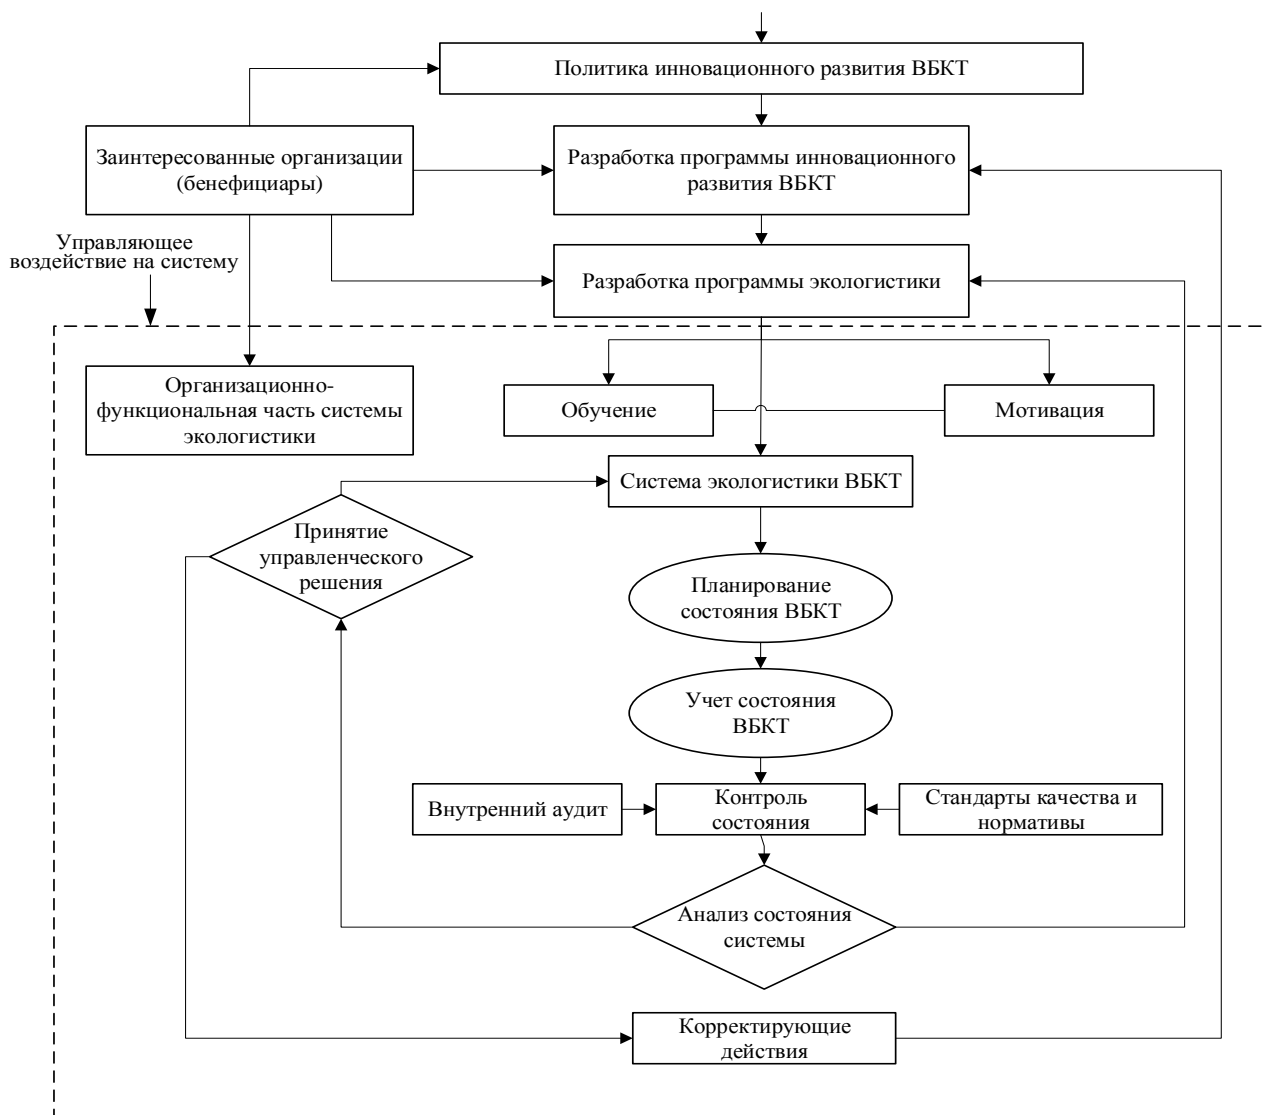 Политика инновационного развития ВБКТ
Заинтересованные организации
(бенефициары)
Разработка программы инновационного
развития ВБКТ
Управляющее
воздействие на систему
Разработка программы экологистики
Организационно-
функциональная часть системы
экологистики
Обучение
Мотивация
Система экологистики ВБКТ
Принятие
управленческого
решения
Планирование
состояния ВБКТ
Учет состояния
ВБКТ
Внутренний аудит
Контроль
состояния
Стандарты качества и
нормативы
Анализ состояния
системы
Корректирующие
действия